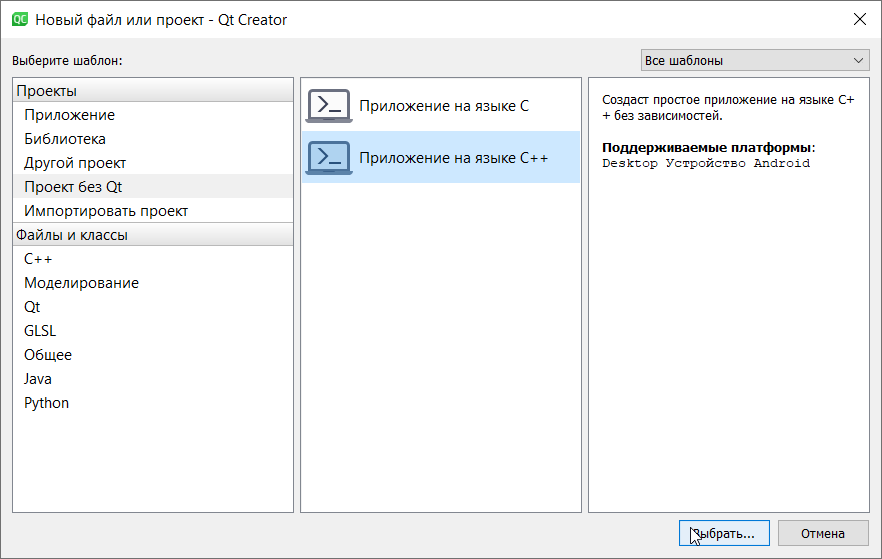 QC Новый файл или проект - Qt Creator
Выберите шаблон:
Все шаблоны
Проекты
Приложение
Библиотека
Другой проект
Проект без Qt
Импортировать проект
Файлы и классы
C++
Моделирование
Qt
GLSL
Общее
Java
Python
Приложение на языке C
Приложение на языке C++
Создаст простое приложение на языке C+
+ без зависимостей.
Поддерживаемые платформы:
Desktop Устройство Android
Выбрать...
Отмена